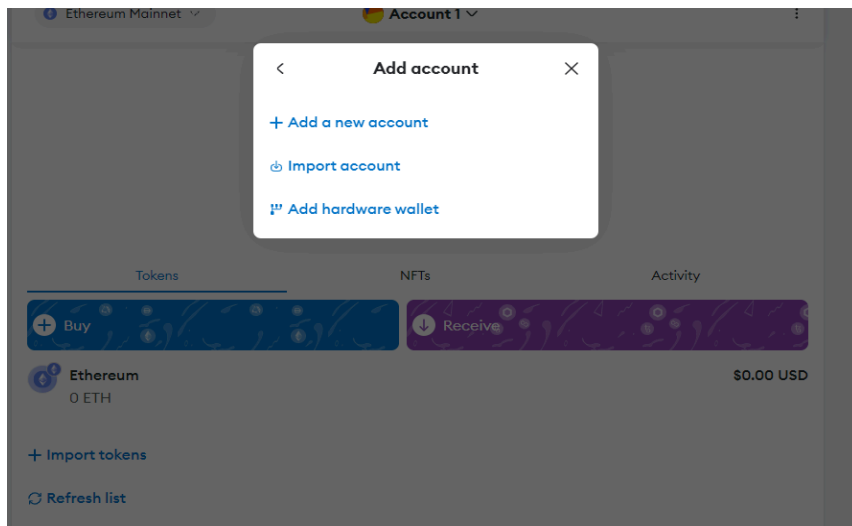 Ethereum Mainnet
Account 1
Add account
Add a new account
Import account
Add hardware wallet
Tokens
NFTs
Activity
Buy
Receive
Ethereum
$0.00 USD
0 ETH
Import tokens
Refresh list